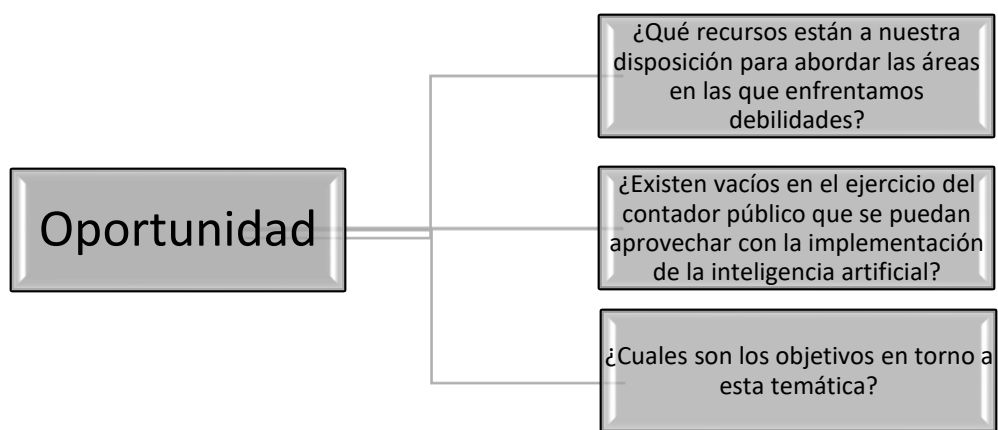 ¿Qué recursos están a nuestra
disposición para abordar las áreas
en las que enfrentamos
debilidades?
Oportunidad
¿Existen vacíos en el ejercicio del
contador público que se puedan
aprovechar con la implementación
de la inteligencia artificial?
¿Cuales son los objetivos en torno a
esta temática?